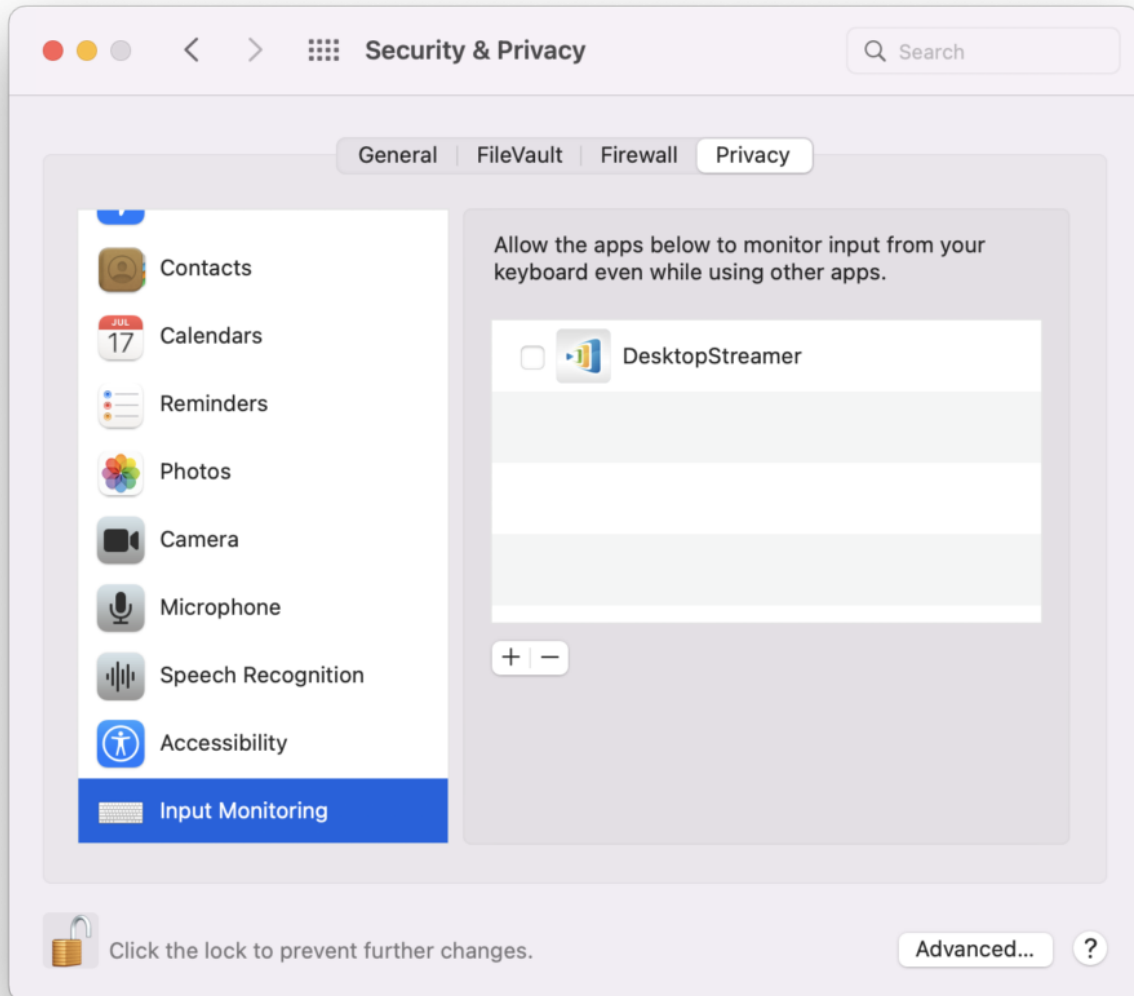 Security & Privacy
Search
General
FileVault
Firewall
Privacy
Contacts
JUL
17
Calendars
Reminders
Photos
Camera
Microphone
Speech Recognition
Accessibility
Input Monitoring
Allow the apps below to monitor input from your
keyboard even while using other apps.
DesktopStreamer
+ −
Click the lock to prevent further changes.
Advanced...
?